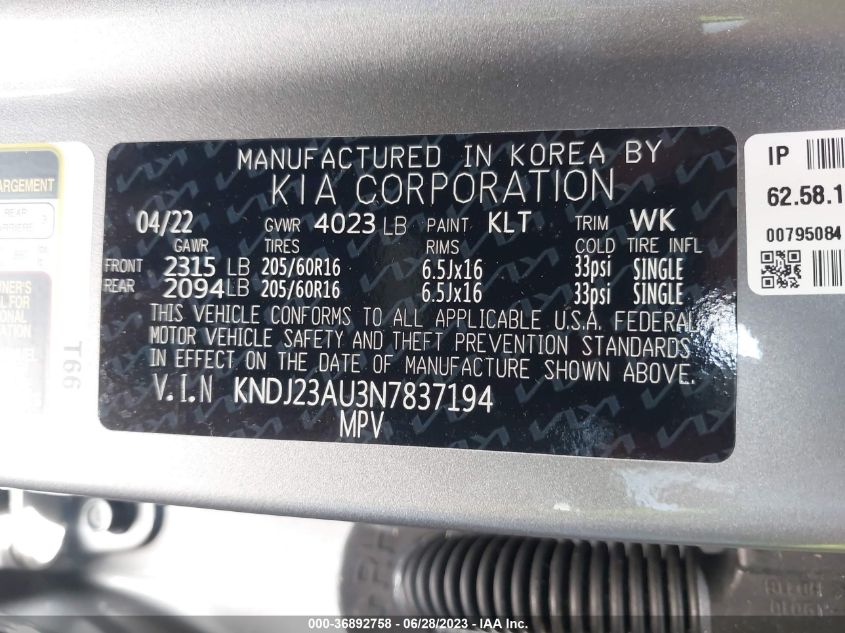 MANUFACTURED IN KOREA BY
KIA CORPORATION
04/22 GVWR 4023 LB PAINT KLT TRIM WK
GAWR TIRES RIMS COLD TIRE INFL
FRONT 2315 LB 205/60R16 6.5Jx16 33psi SINGLE
REAR 2094 LB 205/60R16 6.5Jx16 33psi SINGLE
THIS VEHICLE CONFORMS TO ALL APPLICABLE U.S.A. FEDERAL
MOTOR VEHICLE SAFETY AND THEFT PREVENTION STANDARDS
IN EFFECT ON THE DATE OF MANUFACTURE SHOWN ABOVE.
V.I.N KNDJ23AU3N7837194
MPV
IP
62.58.1
00795084
ARGEMENT
REAR
T66
000-36892758 - 06/28/2023 - IAA Inc.